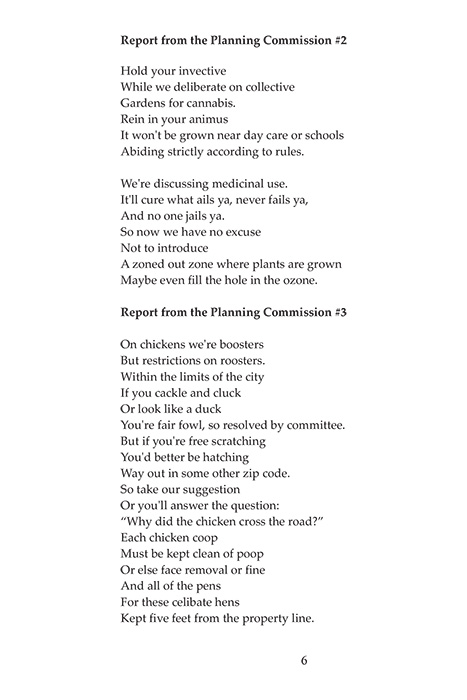 Report from the Planning Commission #2
Hold your invective
While we deliberate on collective
Gardens for cannabis.
Rein in your animus
It won't be grown near day care or schools
Abiding strictly according to rules.
We're discussing medicinal use.
It'll cure what ails ya, never fails ya,
And no one jails ya.
So now we have no excuse
Not to introduce
A zoned out zone where plants are grown
Maybe even fill the hole in the ozone.
Report from the Planning Commission #3
On chickens we're boosters
But restrictions on roosters.
Within the limits of the city
If you cackle and cluck
Or look like a duck
You're fair fowl, so resolved by committee.
But if you're free scratching
You'd better be hatching
Way out in some other zip code.
So take our suggestion
Or you'll answer the question:
“Why did the chicken cross the road?”
Each chicken coop
Must be kept clean of poop
Or else face removal or fine
And all of the pens
For these celibate hens
Kept five feet from the property line.
6